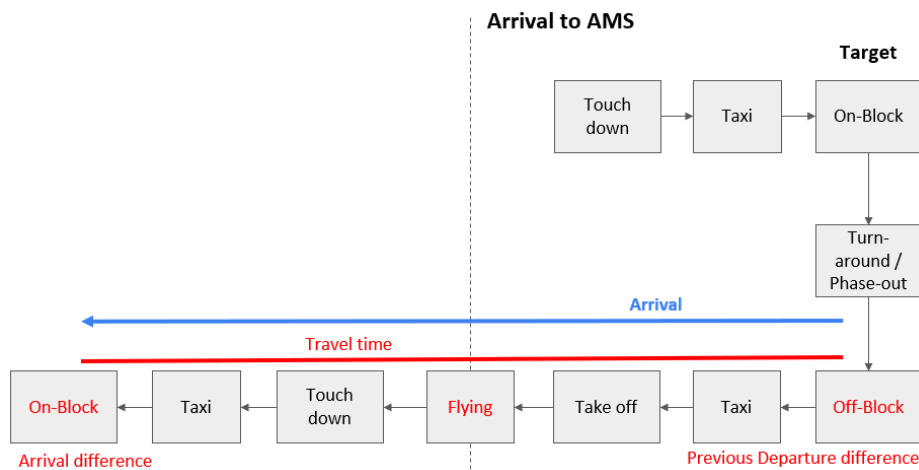 Arrival to AMS
Target
Touch
down
Taxi
On-Block
Turn-
around /
Phase-out
Arrival
Travel time
On-Block
Taxi
Touch
down
Flying
Take off
Taxi
Off-Block
Arrival difference
Previous Departure difference